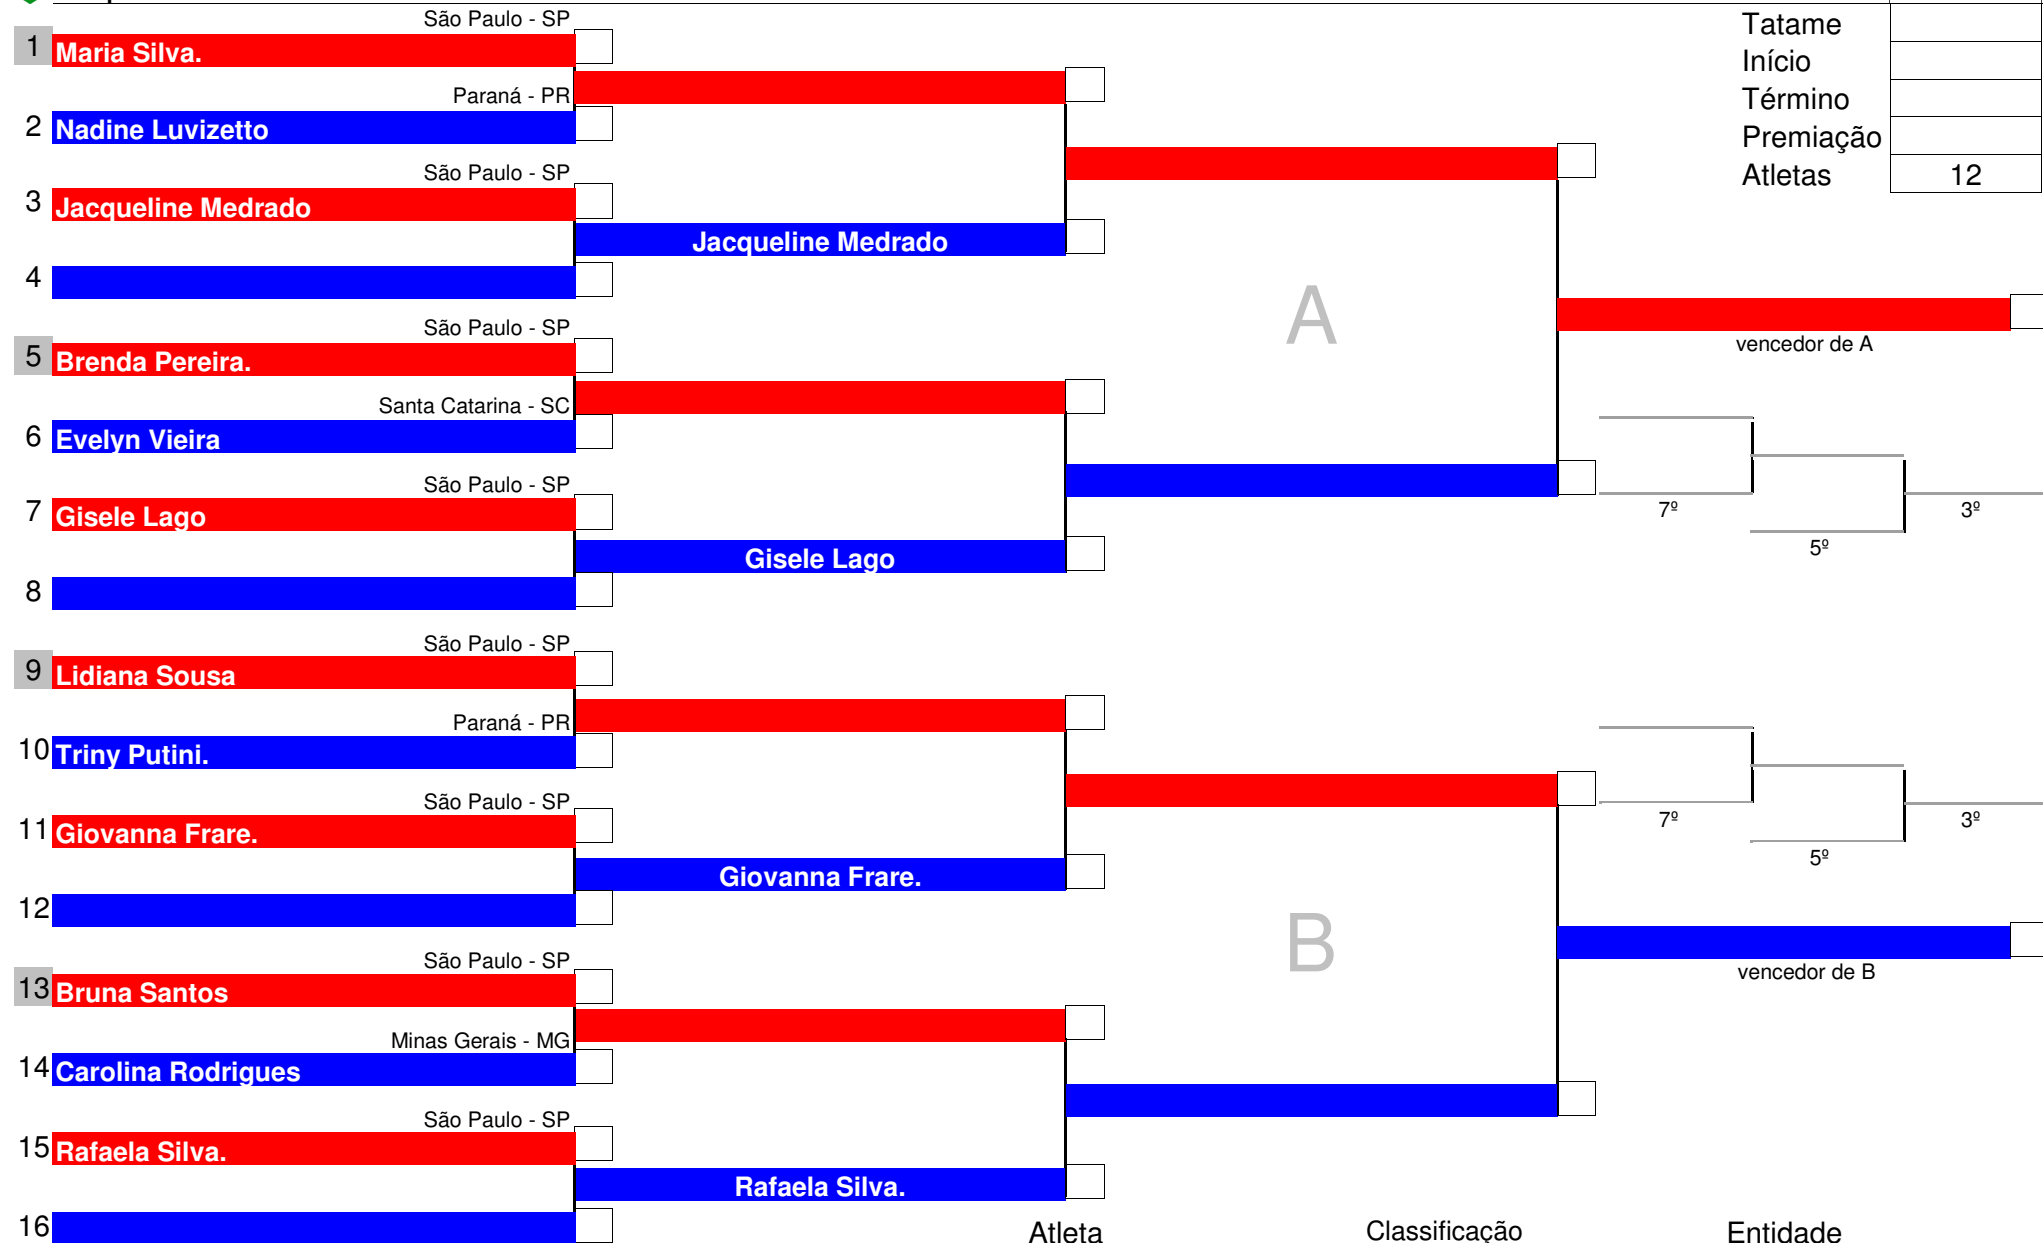 São Paulo - SP
1 Maria Silva.
Paraná - PR
2 Nadine Luvizetto
São Paulo - SP
3 Jacqueline Medrado
Jacqueline Medrado
4
São Paulo - SP
5 Brenda Pereira.
Santa Catarina - SC
6 Evelyn Vieira
São Paulo - SP
7 Gisele Lago
Gisele Lago
8
São Paulo - SP
9 Lidiana Sousa
Paraná - PR
10 Triny Putini.
São Paulo - SP
11 Giovanna Frare.
Giovanna Frare.
12
São Paulo - SP
13 Bruna Santos
Minas Gerais - MG
14 Carolina Rodrigues
São Paulo - SP
15 Rafaela Silva.
Rafaela Silva.
16
A
B
Tatame
Início
Término
Premiação
Atletas 12
vencedor de A
7º
3º
5º
7º
3º
5º
vencedor de B
Atleta Classificação Entidade